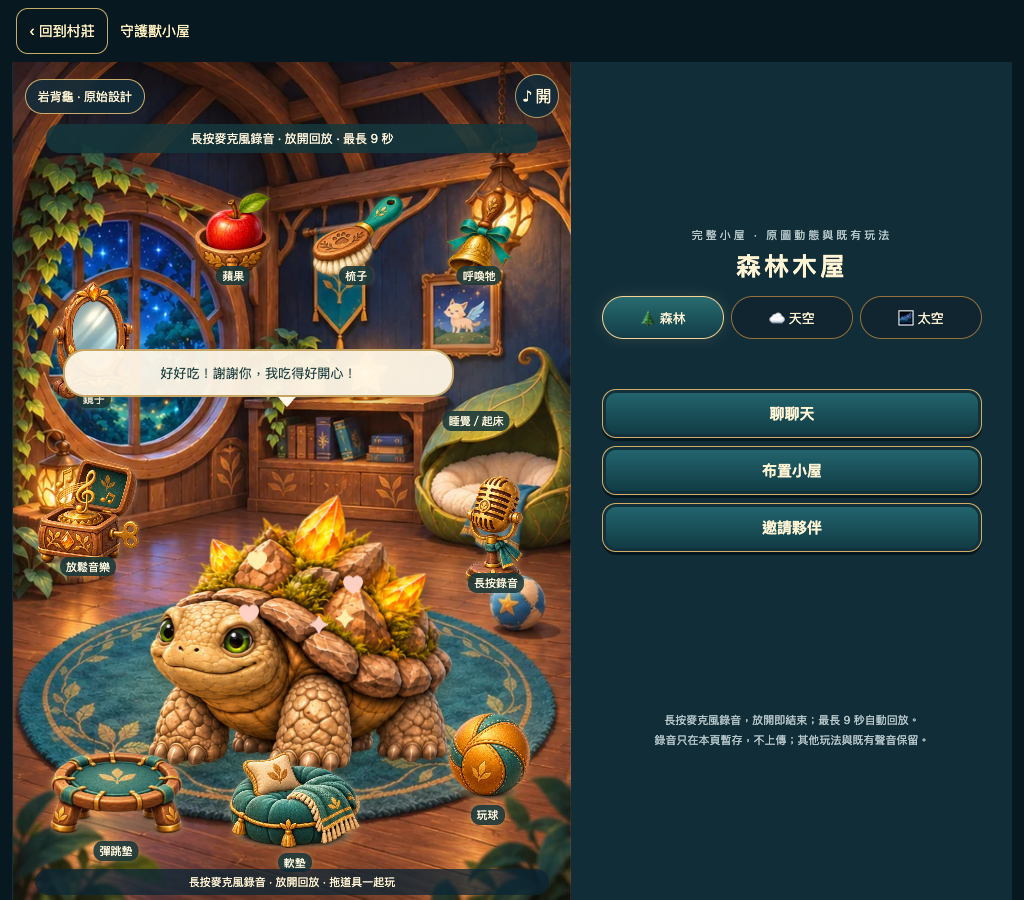 ‹ 回到村莊
守護獸小屋
岩背龜 · 原始設計
♪ 開
長按麥克風錄音 · 放開回放 · 最長 9 秒
蘋果
梳子
呼喚牠
鏡子
好好吃！謝謝你，我吃得好開心！
睡覺 / 起床
放鬆音樂
長按錄音
玩球
彈跳墊
軟墊
長按麥克風錄音 · 放開回放 · 拖道具一起玩
完整小屋 · 原圖動態與既有玩法
森林木屋
森林
天空
太空
聊聊天
布置小屋
邀請夥伴
長按麥克風錄音，放開即結束；最長 9 秒自動回放。
錄音只在本頁暫存，不上傳；其他玩法與既有聲音保留。